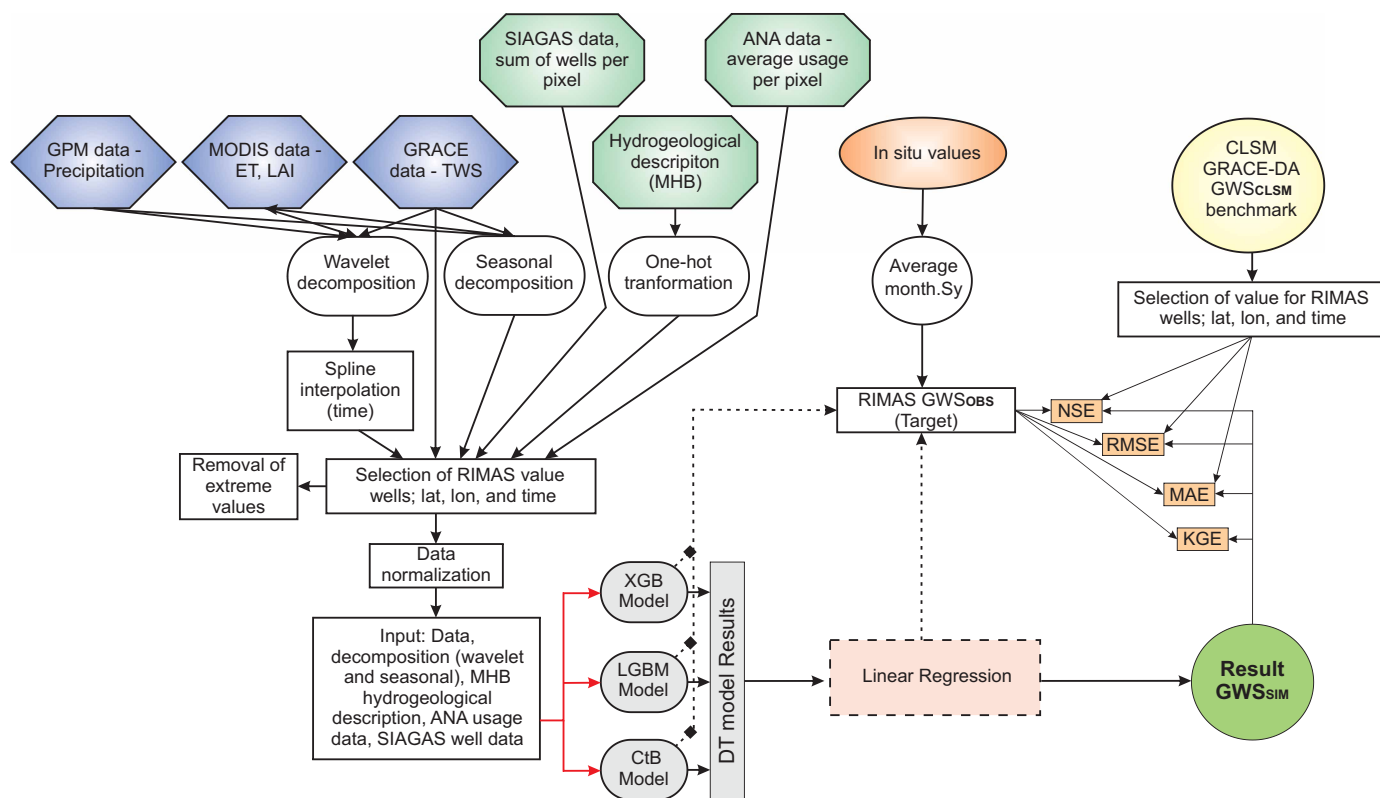 SIAGAS data,
sum of wells per
pixel
ANA data -
average usage
per pixel
GPM data -
Precipitation
MODIS data -
ET, LAI
GRACE
data - TWS
Hydrogeological
descripiton
(MHB)
In situ values
CLSM
GRACE-DA
GWSCLSM
benchmark
Wavelet
decomposition
Seasonal
decomposition
One-hot
tranformation
Average
month.Sy
Selection of value for RIMAS
wells; lat, lon, and time
Spline
interpolation
(time)
RIMAS GWSOBS
(Target)
NSE
RMSE
MAE
KGE
Removal of
extreme values
Selection of RIMAS value
wells; lat, lon, and time
Data
normalization
Input: Data,
decomposition (wavelet
and seasonal), MHB
hydrogeological
description, ANA usage
data, SIAGAS well data
XGB
Model
LGBM
Model
CtB
Model
DT model Results
Linear Regression
Result
GWSSIM